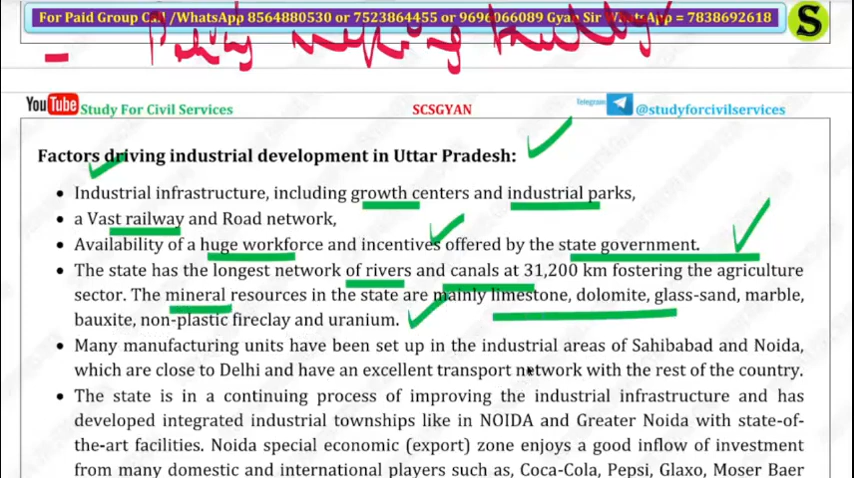 For Paid Group Call /WhatsApp 8564880530 or 7523864455 or 9696066089 Gyan Sir WhatsApp = 7838692618
S
YouTube Study For Civil Services SCSGYAN Telegram @studyforcivilservices
Factors driving industrial development in Uttar Pradesh:
• Industrial infrastructure, including growth centers and industrial parks,
• a Vast railway and Road network,
• Availability of a huge workforce and incentives offered by the state government.
• The state has the longest network of rivers and canals at 31,200 km fostering the agriculture
sector. The mineral resources in the state are mainly limestone, dolomite, glass-sand, marble,
bauxite, non-plastic fireclay and uranium.
• Many manufacturing units have been set up in the industrial areas of Sahibabad and Noida,
which are close to Delhi and have an excellent transport network with the rest of the country.
• The state is in a continuing process of improving the industrial infrastructure and has
developed integrated industrial townships like in NOIDA and Greater Noida with state-of-
the-art facilities. Noida special economic (export) zone enjoys a good inflow of investment
from many domestic and international players such as, Coca-Cola, Pepsi, Glaxo, Moser Baer